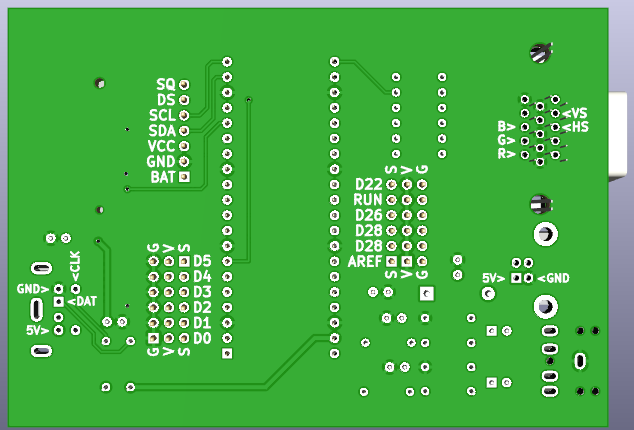 SQ
DS
SCL
SDA
VCC
GND
BAT
<VS
B> <HS
G>
R>
S V G
D22
RUN
D26
D28
D28
AREF
S V G
5V> <GND
<CLK
GND>
<DAT
5V>
G V S
D5
D4
D3
D2
D1
D0
G V S